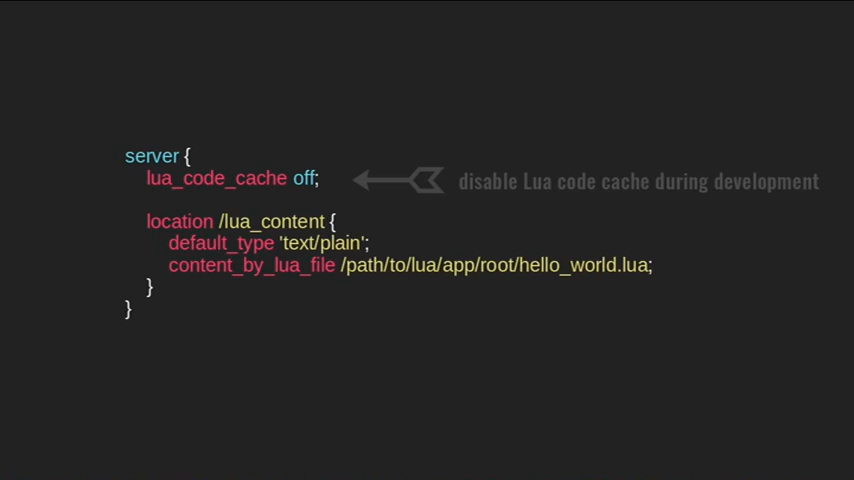 server {
lua_code_cache off;
disable Lua code cache during development
location /lua_content {
default_type 'text/plain';
content_by_lua_file /path/to/lua/app/root/hello_world.lua;
}
}